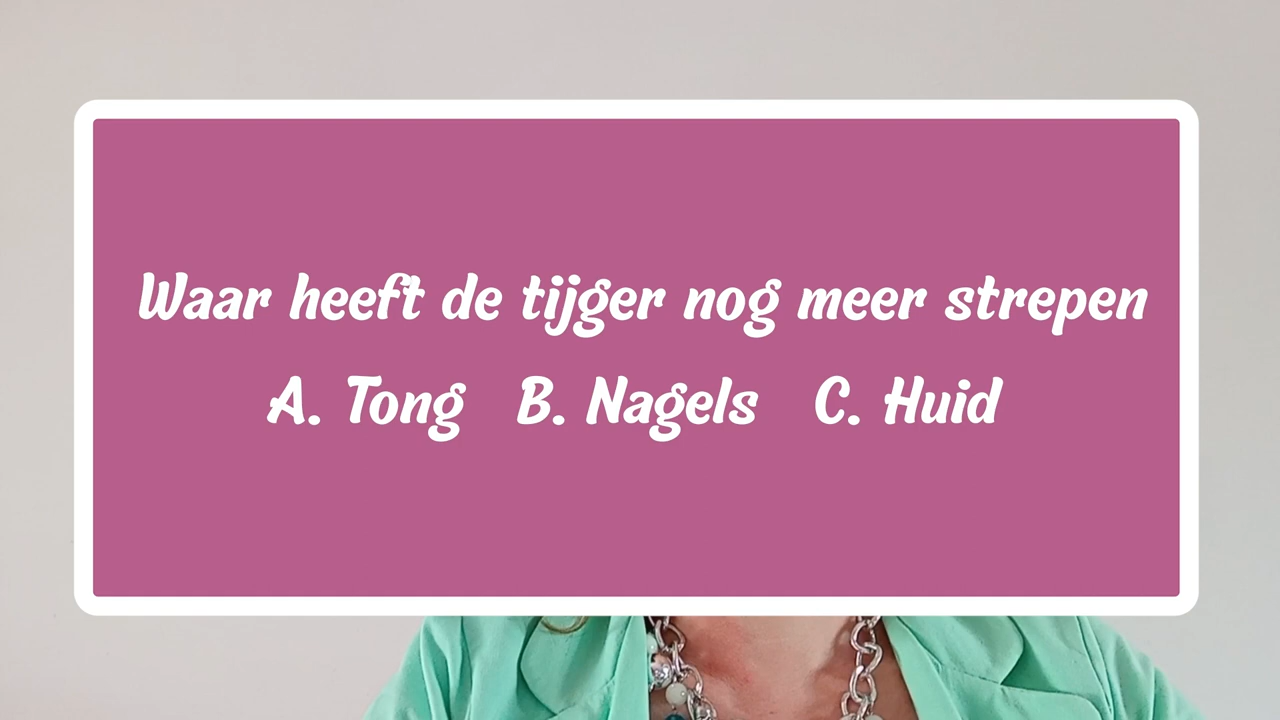 Waar heeft de tijger nog meer strepen
A. Tong B. Nagels C. Huid